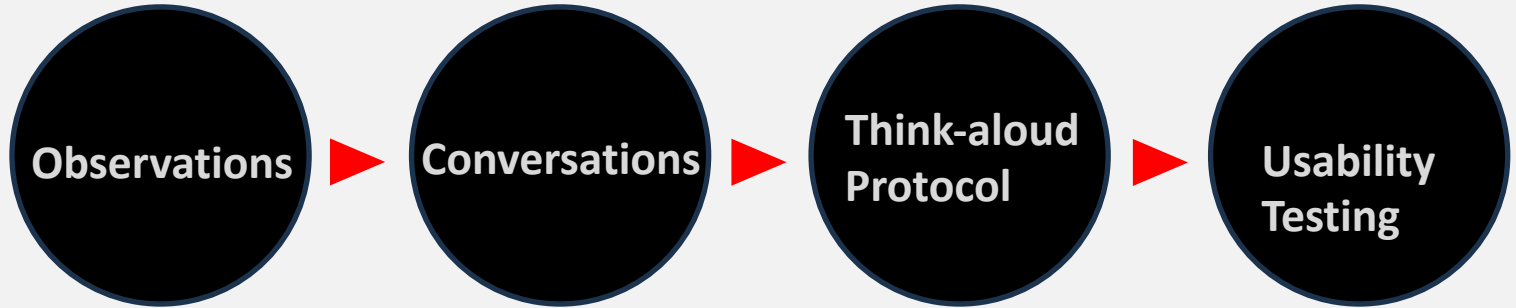 Observations
Conversations
Think-aloud
Protocol
Usability
Testing